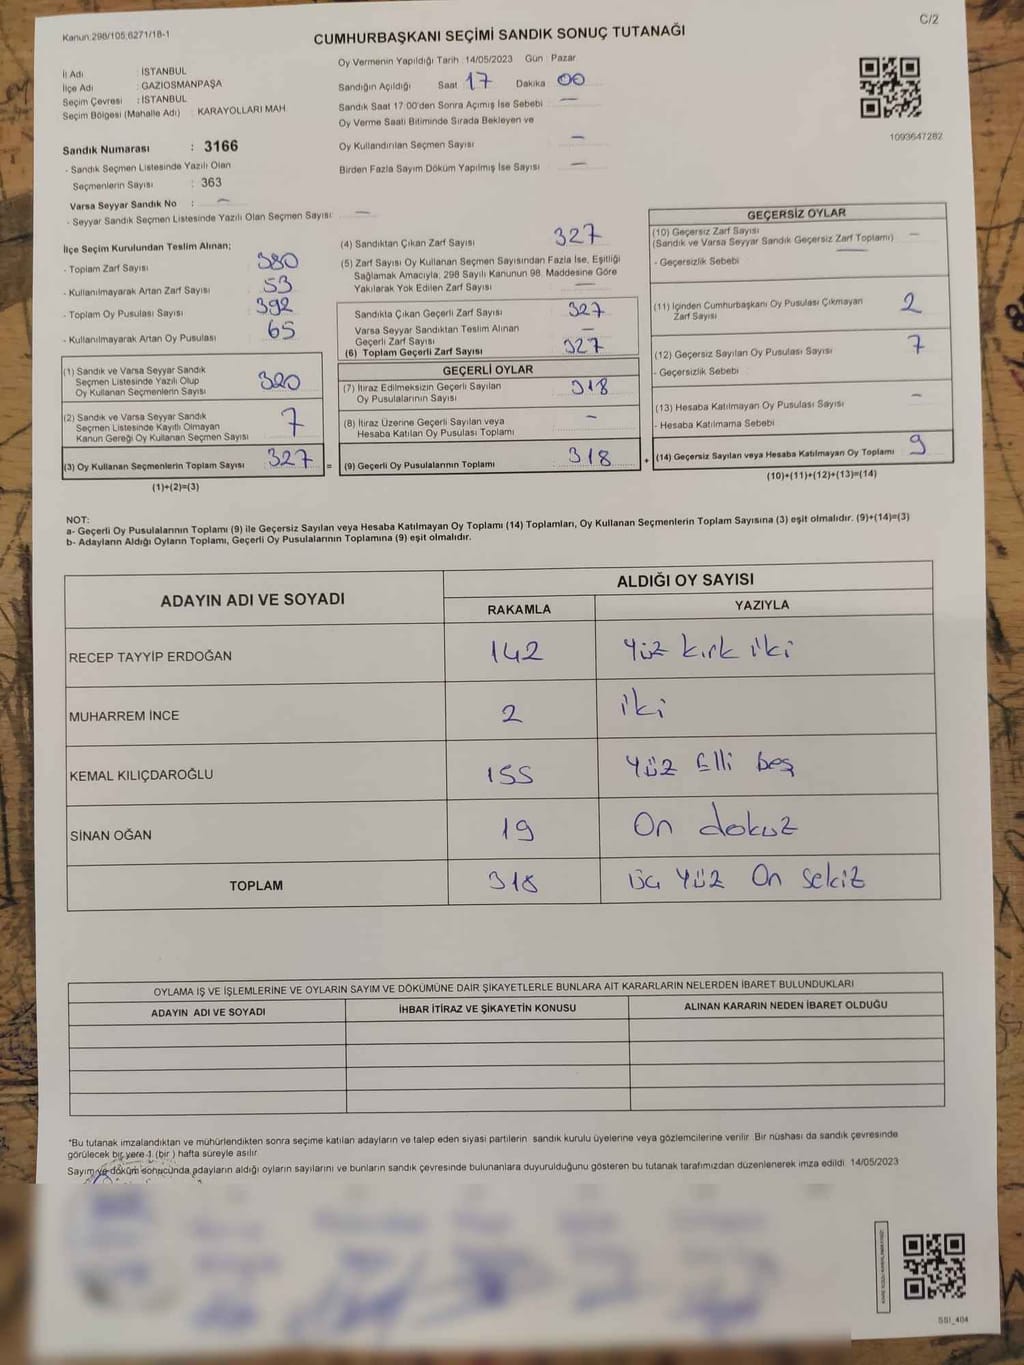 Kanun:298/105,6271/18-1
C/2
CUMHURBAŞKANI SEÇİMİ SANDIK SONUÇ TUTANAĞI
İl Adı : İSTANBUL
İlçe Adı : GAZİOSMANPAŞA
Seçim Çevresi : İSTANBUL
Seçim Bölgesi (Mahalle Adı) : KARAYOLLARI MAH
Sandık Numarası : 3166
- Sandık Seçmen Listesinde Yazılı Olan
Seçmenlerin Sayısı : 363
Varsa Seyyar Sandık No : —
- Seyyar Sandık Seçmen Listesinde Yazılı Olan Seçmen Sayısı: —
Oy Vermenin Yapıldığı Tarih :14/05/2023 Gün : Pazar
Sandığın Açıldığı Saat 17 Dakika 00
Sandık Saat 17:00'den Sonra Açımış İse Sebebi —
Oy Verme Saati Bitiminde Sırada Bekleyen ve
Oy Kullandırılan Seçmen Sayısı —
Birden Fazla Sayım Döküm Yapılmış İse Sayısı —
1093647282
İlçe Seçim Kurulundan Teslim Alınan;
- Toplam Zarf Sayısı 380
- Kullanılmayarak Artan Zarf Sayısı 53
- Toplam Oy Pusulası Sayısı 392
- Kullanılmayarak Artan Oy Pusulası 65
(1) Sandık ve Varsa Seyyar Sandık
Seçmen Listesinde Yazılı Olup
Oy Kullanan Seçmenlerin Sayısı 320
(2) Sandık ve Varsa Seyyar Sandık
Seçmen Listesinde Kayıtlı Olmayan
Kanun Gereği Oy Kullanan Seçmen Sayısı 7
(3) Oy Kullanan Seçmenlerin Toplam Sayısı 327 =
(1)+(2)=(3)
(4) Sandıktan Çıkan Zarf Sayısı 327
(5) Zarf Sayısı Oy Kullanan Seçmen Sayısından Fazla İse, Eşitliği
Sağlamak Amacıyla, 298 Sayılı Kanunun 98. Maddesine Göre
Yakılarak Yok Edilen Zarf Sayısı —
Sandıkta Çıkan Geçerli Zarf Sayısı 327
Varsa Seyyar Sandıktan Teslim Alınan
Geçerli Zarf Sayısı —
(6) Toplam Geçerli Zarf Sayısı 327
GEÇERLİ OYLAR
(7) İtiraz Edilmeksizin Geçerli Sayılan
Oy Pusulalarının Sayısı 318
(8) İtiraz Üzerine Geçerli Sayılan veya
Hesaba Katılan Oy Pusulası Toplamı —
(9) Geçerli Oy Pusulalarının Toplamı 318 +
GEÇERSİZ OYLAR
(10) Geçersiz Zarf Sayısı —
(Sandık ve Varsa Seyyar Sandık Geçersiz Zarf Toplamı)
- Geçersizlik Sebebi
(11) İçinden Cumhurbaşkanı Oy Pusulası Çıkmayan
Zarf Sayısı 2
(12) Geçersiz Sayılan Oy Pusulası Sayısı 7
- Geçersizlik Sebebi
(13) Hesaba Katılmayan Oy Pusulası Sayısı —
- Hesaba Katılmama Sebebi
(14) Geçersiz Sayılan veya Hesaba Katılmayan Oy Toplamı 9
(10)+(11)+(12)+(13)=(14)
NOT:
a- Geçerli Oy Pusulalarının Toplamı (9) ile Geçersiz Sayılan veya Hesaba Katılmayan Oy Toplamı (14) Toplamları, Oy Kullanan Seçmenlerin Toplam Sayısına (3) eşit olmalıdır. (9)+(14)=(3)
b- Adayların Aldığı Oyların Toplamı, Geçerli Oy Pusulalarının Toplamına (9) eşit olmalıdır.
ADAYIN ADI VE SOYADI ALDIĞI OY SAYISI
RAKAMLA YAZIYLA
RECEP TAYYİP ERDOĞAN 142 Yüz kırk iki
MUHARREM İNCE 2 iki
KEMAL KILIÇDAROĞLU 155 Yüz Elli beş
SİNAN OĞAN 19 On dokuz
TOPLAM 318 Üç Yüz On Sekiz
OYLAMA İŞ VE İŞLEMLERİNE VE OYLARIN SAYIM VE DÖKÜMÜNE DAİR ŞİKAYETLERLE BUNLARA AİT KARARLARIN NELERDEN İBARET BULUNDUKLARI
ADAYIN ADI VE SOYADI İHBAR İTİRAZ VE ŞİKAYETİN KONUSU ALINAN KARARIN NEDEN İBARET OLDUĞU
*Bu tutanak imzalandıktan ve mühürlendikten sonra seçime katılan adayların ve talep eden siyasi partilerin sandık kurulu üyelerine veya gözlemcilerine verilir. Bir nüshası da sandık çevresinde
görülecek bir yere 1 (bir ) hafta süreyle asılır.
Sayım ve döküm sonucunda adayların aldığı oyların sayılarını ve bunların sandık çevresinde bulunanlara duyurulduğunu gösteren bu tutanak tarafımızdan düzenlenerek imza edildi. 14/05/2023
SSI_404